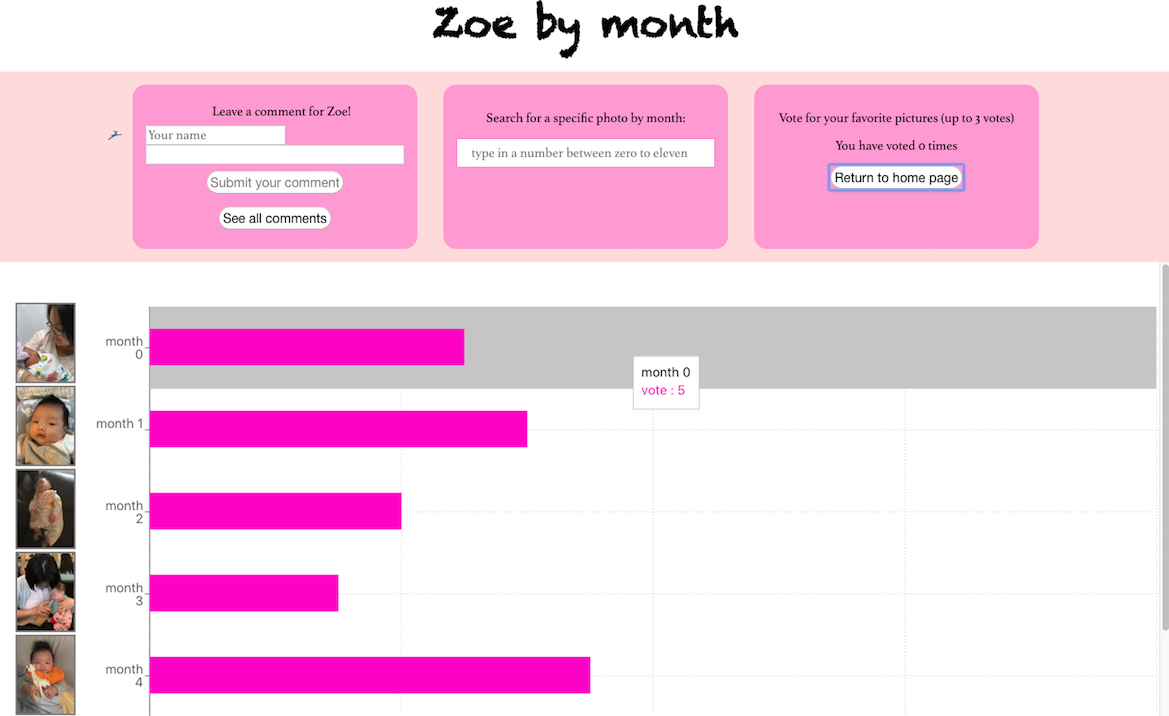 Zoe by month
Leave a comment for Zoe!
Your name
Submit your comment
See all comments
Search for a specific photo by month:
type in a number between zero to eleven
Vote for your favorite pictures (up to 3 votes)
You have voted 0 times
Return to home page
month
0
month 0
vote : 5
month 1
month
2
month
3
month
4